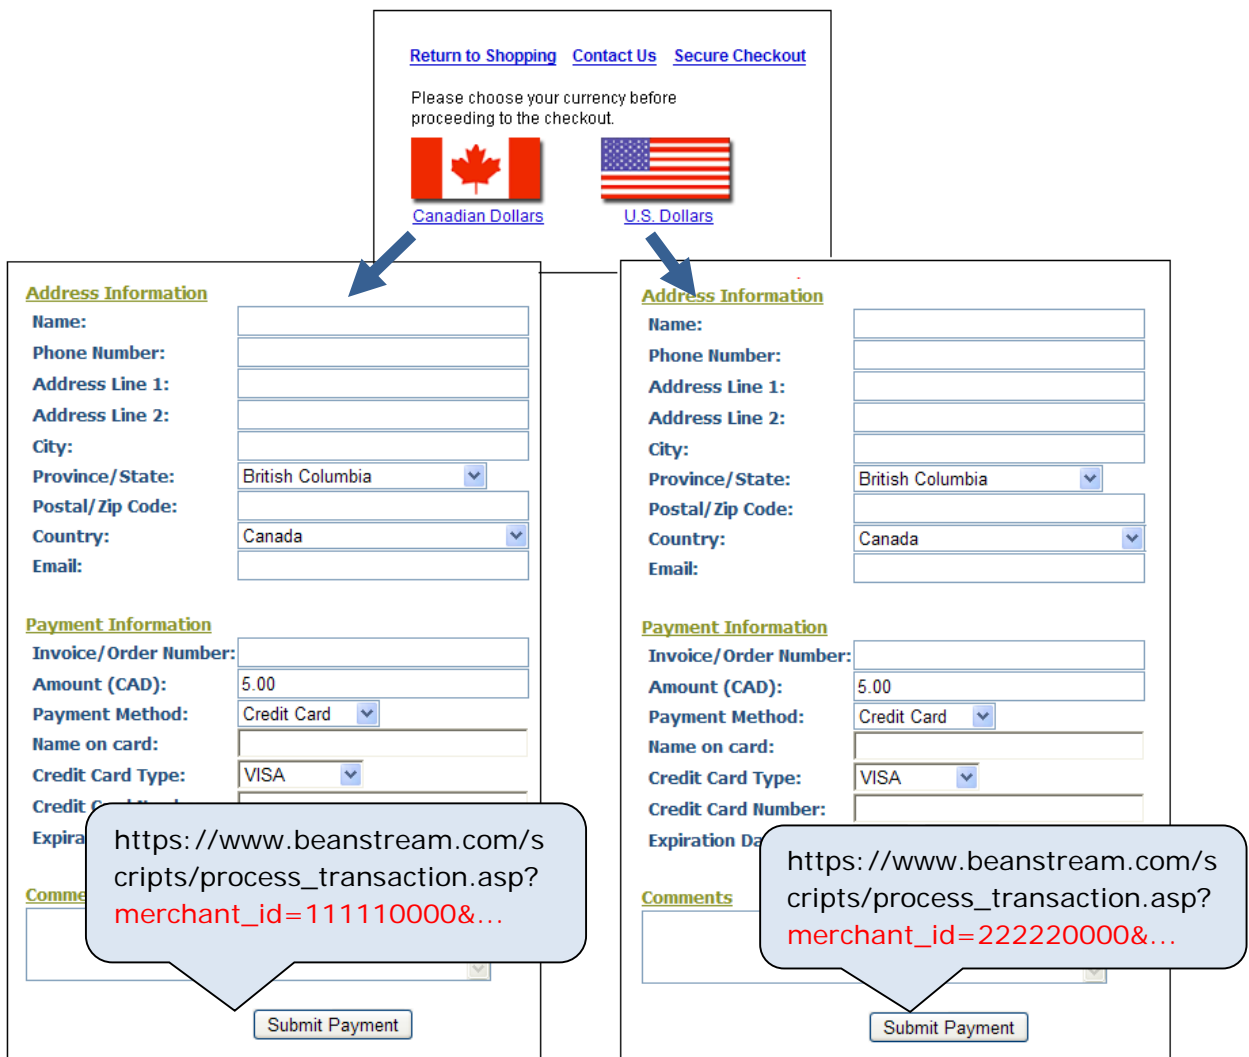 Return to Shopping Contact Us Secure Checkout
Please choose your currency before
proceeding to the checkout.
Canadian Dollars U.S. Dollars
Address Information
Name:
Phone Number:
Address Line 1:
Address Line 2:
City:
Province/State: British Columbia
Postal/Zip Code:
Country: Canada
Email:
Payment Information
Invoice/Order Number:
Amount (CAD): 5.00
Payment Method: Credit Card
Name on card:
Credit Card Type: VISA
Credit
Expira
https://www.beanstream.com/s
cripts/process_transaction.asp?
merchant_id=111110000&...
Comme
Submit Payment
Address Information
Name:
Phone Number:
Address Line 1:
Address Line 2:
City:
Province/State: British Columbia
Postal/Zip Code:
Country: Canada
Email:
Payment Information
Invoice/Order Number:
Amount (CAD): 5.00
Payment Method: Credit Card
Name on card:
Credit Card Type: VISA
Credit Card Number:
Expiration Da
https://www.beanstream.com/s
cripts/process_transaction.asp?
merchant_id=222220000&...
Comments
Submit Payment